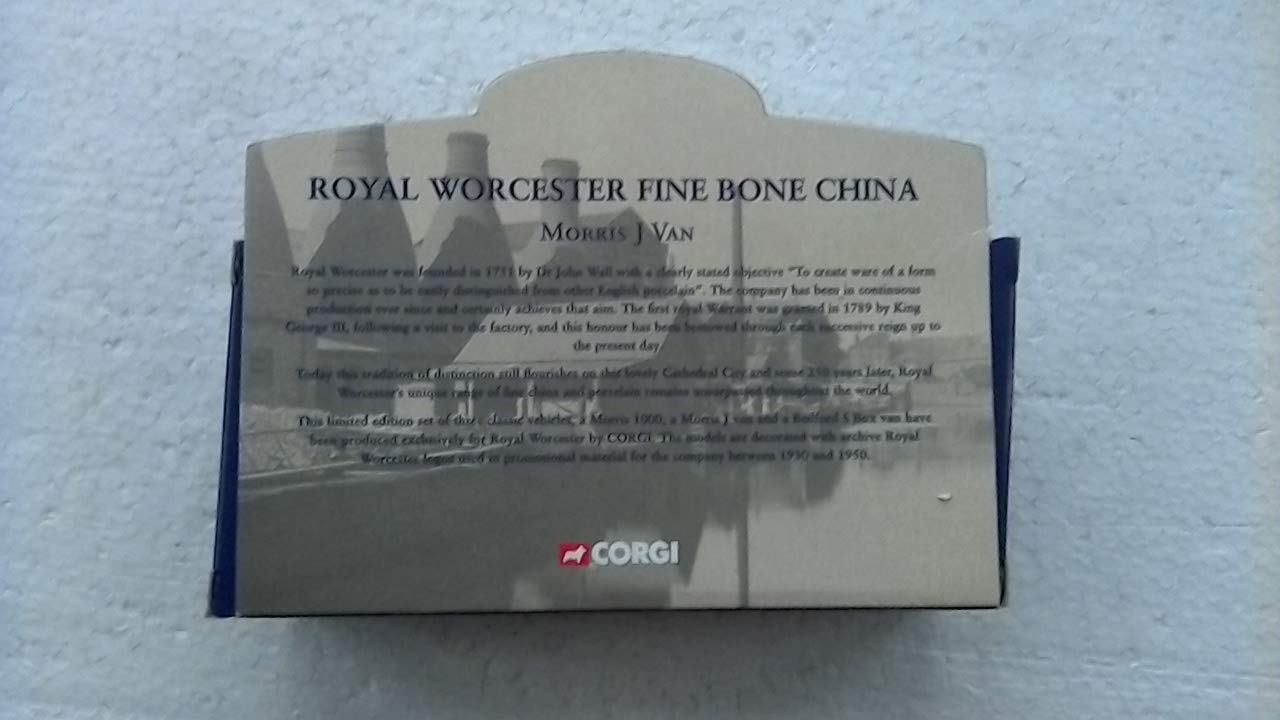 ROYAL WORCESTER FINE BONE CHINA
MORRIS J VAN
Royal Worcester was founded in 1751 by Dr John Wall with a clearly stated objective "To create ware of a form
so precise as to be easily distinguished from other English porcelain". The company has been in continuous
production ever since and certainly achieves that aim. The first royal Warrant was granted in 1789 by King
George III, following a visit to the factory, and this honour has been bestowed through each successive reign up to
the present day.
Today this tradition of distinction still flourishes on this lovely Cathedral City and some 250 years later, Royal
Worcester's unique range of fine china and porcelain remains unsurpassed throughout the world.
This limited edition set of three classic vehicles, a Morris 1000, a Morris J van and a Bedford S Box van have
been produced exclusively for Royal Worcester by CORGI. The models are decorated with archive Royal
Worcester logos used in promotional material for the company between 1930 and 1950.
CORGI